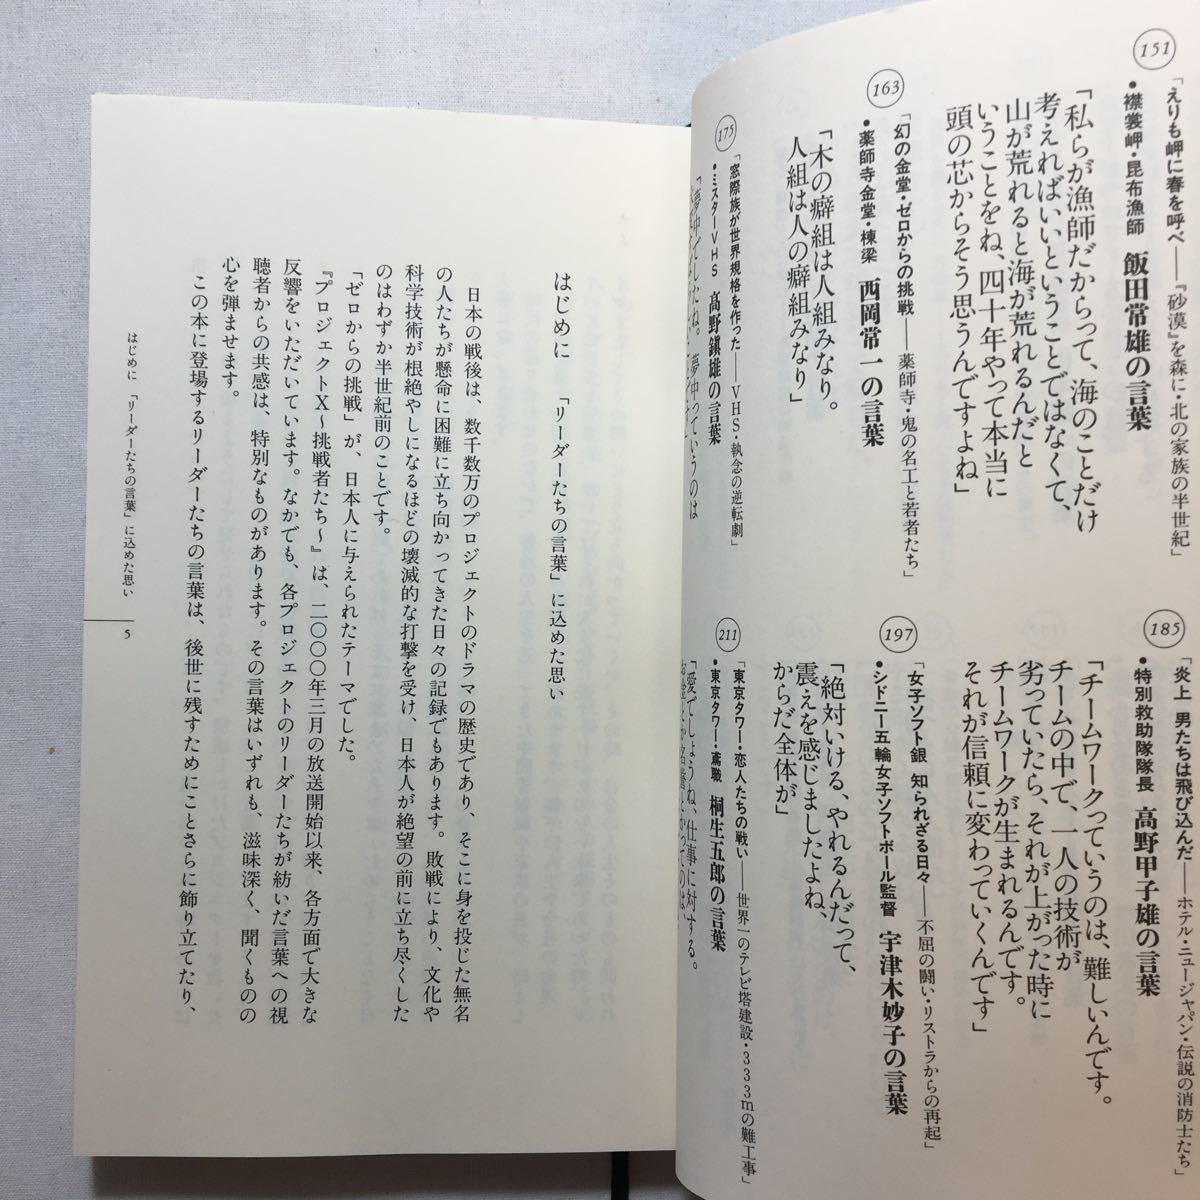 151
「えりも岬に春を呼べ――『砂漠』を森に・北の家族の半世紀」
・襟裳岬・昆布漁師 飯田常雄の言葉
「私らが漁師だからって、海のことだけ
考えればいいということではなくて、
山が荒れると海が荒れるんだと
いうことをね、四十年やって本当に
頭の芯からそう思うんですよね」
163
「幻の金堂・ゼロからの挑戦――薬師寺・鬼の名工と若者たち」
・薬師寺金堂・棟梁 西岡常一の言葉
「木の癖組は人組みなり。
人組は人の癖組みなり」
175
「窓際族が世界規格を作った――VHS・執念の逆転劇」
・ミスターVHS 高野鎭雄の言葉
「夢中でしたね。夢中っていうのは
185
「炎上 男たちは飛び込んだ――ホテル・ニュージャパン・伝説の消防士たち」
・特別救助隊隊長 高野甲子雄の言葉
「チームワークっていうのは、難しいんです。
チームの中で、一人の技術が
劣っていたら、それが上がった時に
チームワークが生まれるんです。
それが信頼に変わっていくんです」
197
「女子ソフト銀 知られざる日々――不屈の闘い・リストラからの再起」
・シドニー五輪女子ソフトボール監督 宇津木妙子の言葉
「絶対いける、やれるんだって、
震えを感じましたよね、
からだ全体が」
211
「東京タワー・恋人たちの戦い――世界一のテレビ塔建設・333mの難工事」
・東京タワー・鳶職 桐生五郎の言葉
「愛でしょうね、仕事に対する。
お金とか名誉とかってのは、
はじめに 「リーダーたちの言葉」に込めた思い
日本の戦後は、数千数万のプロジェクトのドラマの歴史であり、そこに身を投じた無名
の人たちが懸命に困難に立ち向かってきた日々の記録でもあります。敗戦により、文化や
科学技術が根絶やしになるほどの壊滅的な打撃を受け、日本人が絶望の前に立ち尽くした
のはわずか半世紀前のことです。
「ゼロからの挑戦」が、日本人に与えられたテーマでした。
『プロジェクトX〜挑戦者たち〜』は、二〇〇〇年三月の放送開始以来、各方面で大きな
反響をいただいています。なかでも、各プロジェクトのリーダーたちが紡いだ言葉への視
聴者からの共感は、特別なものがあります。その言葉はいずれも、滋味深く、聞くものの
心を弾ませます。
この本に登場するリーダーたちの言葉は、後世に残すためにことさらに飾り立てたり、
はじめに 「リーダーたちの言葉」に込めた思い
5